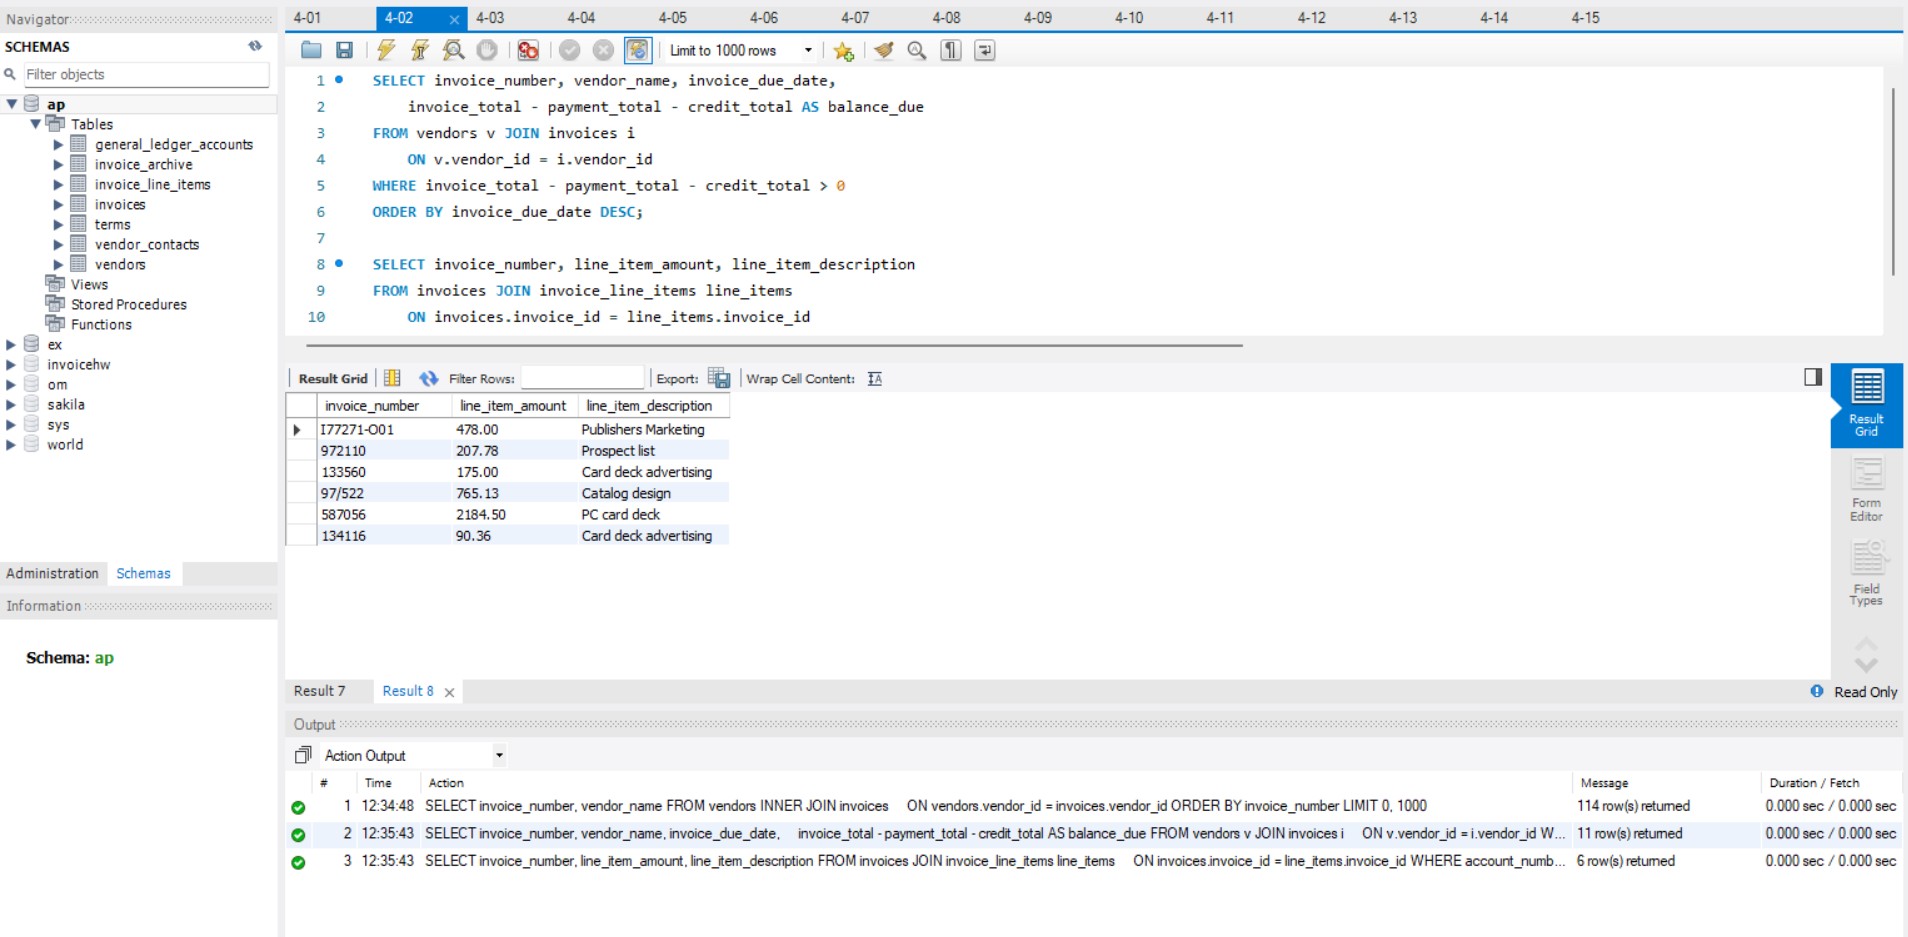 Navigator
SCHEMAS
Filter objects
ap
Tables
general_ledger_accounts
invoice_archive
invoice_line_items
invoices
terms
vendor_contacts
vendors
Views
Stored Procedures
Functions
ex
invoicehw
om
sakila
sys
world
Administration Schemas
Information
Schema: ap
4-01 4-02 4-03 4-04 4-05 4-06 4-07 4-08 4-09 4-10 4-11 4-12 4-13 4-14 4-15
Limit to 1000 rows
1 SELECT invoice_number, vendor_name, invoice_due_date,
2 invoice_total - payment_total - credit_total AS balance_due
3 FROM vendors v JOIN invoices i
4 ON v.vendor_id = i.vendor_id
5 WHERE invoice_total - payment_total - credit_total > 0
6 ORDER BY invoice_due_date DESC;
7
8 SELECT invoice_number, line_item_amount, line_item_description
9 FROM invoices JOIN invoice_line_items line_items
10 ON invoices.invoice_id = line_items.invoice_id
Result Grid Filter Rows: Export: Wrap Cell Content:
invoice_number line_item_amount line_item_description
I77271-O01 478.00 Publishers Marketing
972110 207.78 Prospect list
133560 175.00 Card deck advertising
97/522 765.13 Catalog design
587056 2184.50 PC card deck
134116 90.36 Card deck advertising
Result
Grid
Form
Editor
Field
Types
Result 7 Result 8 Read Only
Output
Action Output
# Time Action Message Duration / Fetch
1 12:34:48 SELECT invoice_number, vendor_name FROM vendors INNER JOIN invoices ON vendors.vendor_id = invoices.vendor_id ORDER BY invoice_number LIMIT 0, 1000 114 row(s) returned 0.000 sec / 0.000 sec
2 12:35:43 SELECT invoice_number, vendor_name, invoice_due_date, invoice_total - payment_total - credit_total AS balance_due FROM vendors v JOIN invoices i ON v.vendor_id = i.vendor_id W... 11 row(s) returned 0.000 sec / 0.000 sec
3 12:35:43 SELECT invoice_number, line_item_amount, line_item_description FROM invoices JOIN invoice_line_items line_items ON invoices.invoice_id = line_items.invoice_id WHERE account_numb... 6 row(s) returned 0.000 sec / 0.000 sec